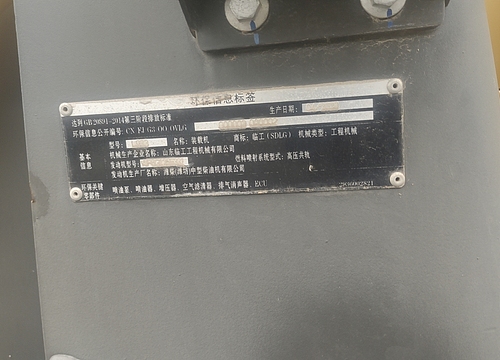 环保信息标签
达到GB20891-2014第三阶段排放标准 生产日期:
环保信息公开编号: CN FJ G3 00 0VLG
型号: 名称: 装载机 商标: 临工(SDLG) 机械类型: 工程机械
基本信息
机械生产企业名称: 山东临工工程机械有限公司
发动机型号: 燃料喷射系统型式: 高压共轨
发动机生产厂名称: 潍柴(潍坊)中型柴油机有限公司
环保关键零部件
喷油泵、喷油器、增压器、空气滤清器、排气消声器、ECU